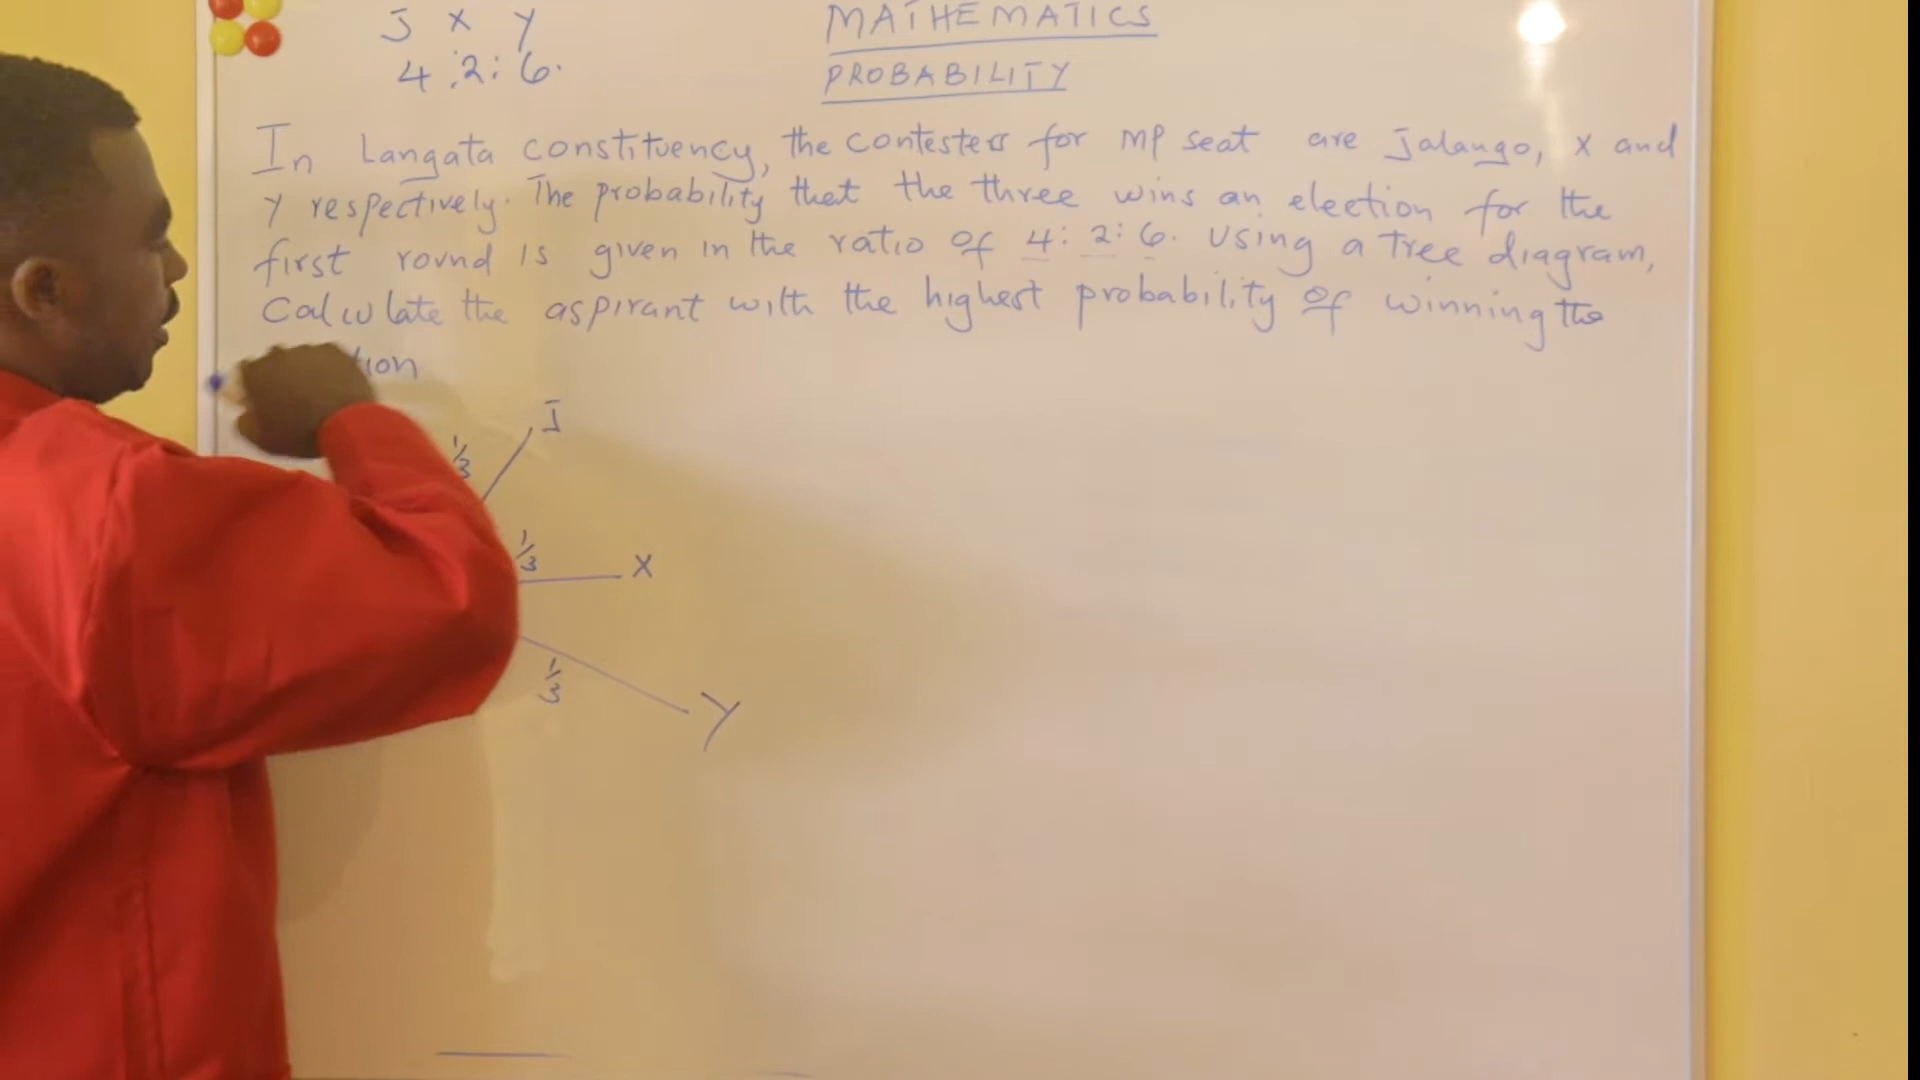 J X Y
4:2:6.
MATHEMATICS
PROBABILITY
In Langata constituency, the contesters for MP seat are Jalango, X and
Y respectively. The probability that the three wins an election for the
first round is given in the ratio of 4: 2: 6. Using a tree diagram,
Calculate the aspirant with the highest probability of winning the
J
1/3
1/3
X
1/3
Y